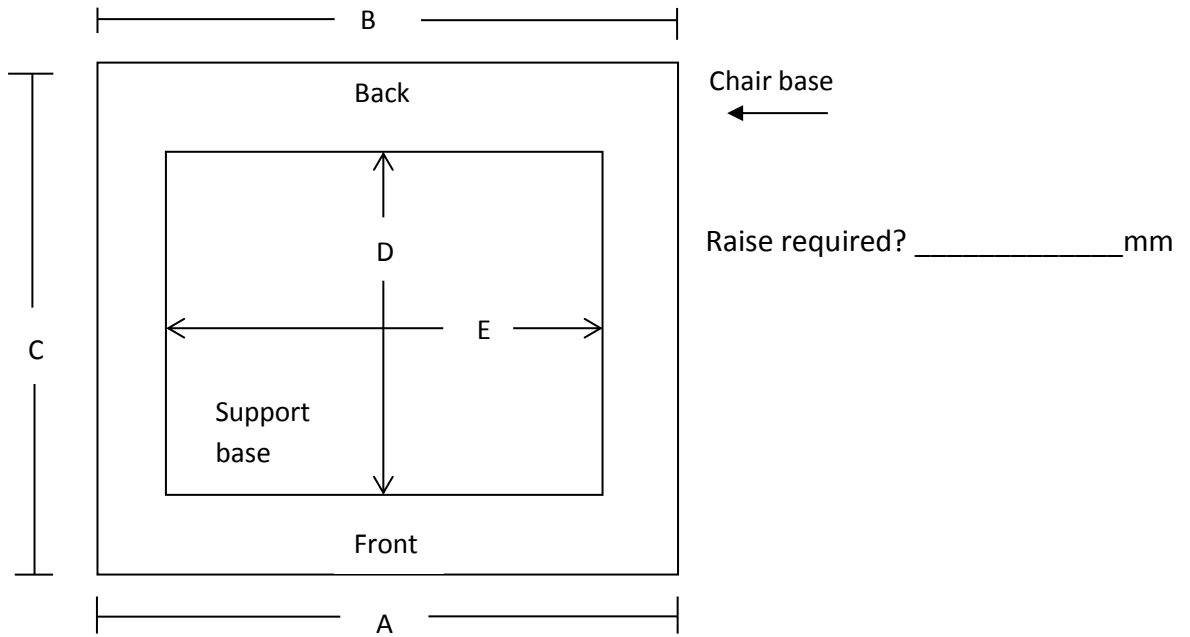 B
Back
Chair base
D
Raise required? _____________mm
E
C
Support
base
Front
A